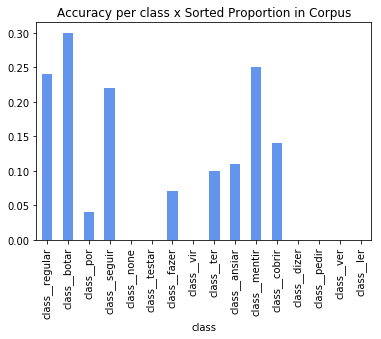 Accuracy per class x Sorted Proportion in Corpus
0.30
0.25
0.20
0.15
0.10
0.05
0.00
class__regular
class__botar
class__por
class__seguir
class__none
class__testar
class__fazer
class__vir
class__ter
class__ansiar
class__mentir
class__cobrir
class__dizer
class__pedir
class__ver
class__ler
class